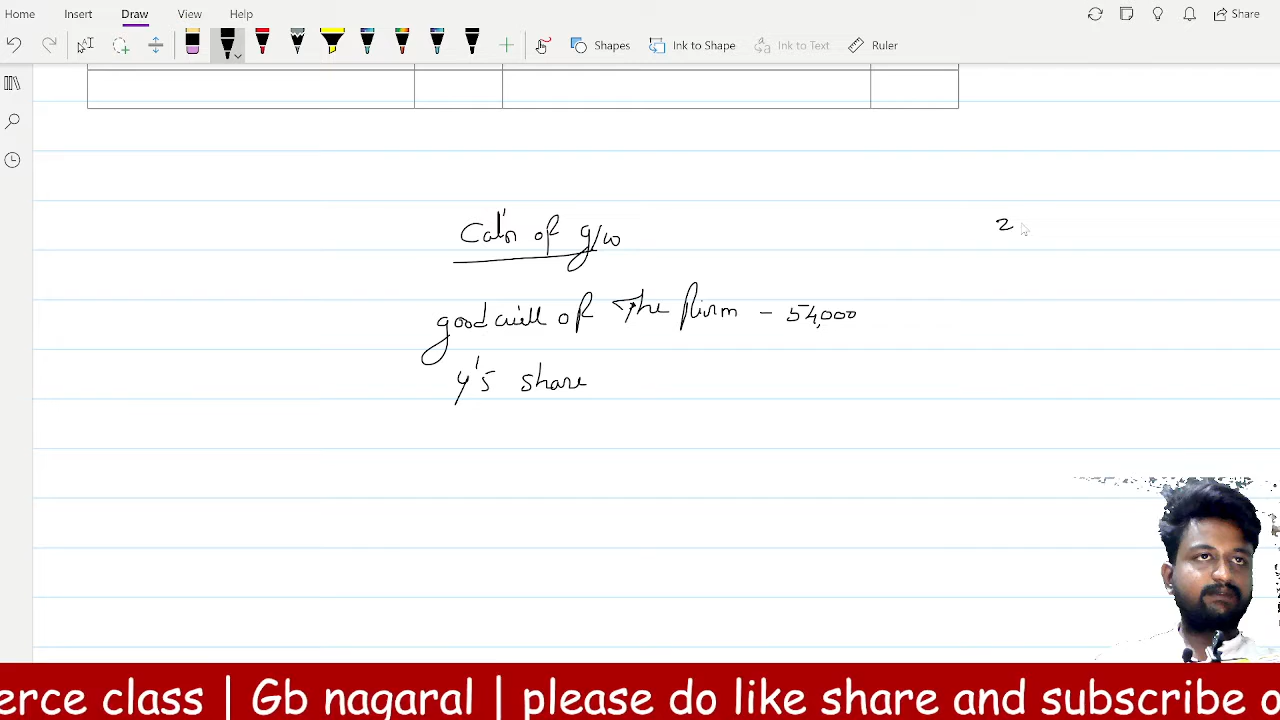 Home Insert Draw View Help Share
Shapes Ink to Shape Ink to Text Ruler
Cal'n of g/w 2
goodwill of The firm - 54,000
Y's share
erce class | Gb nagaral | please do like share and subscribe o